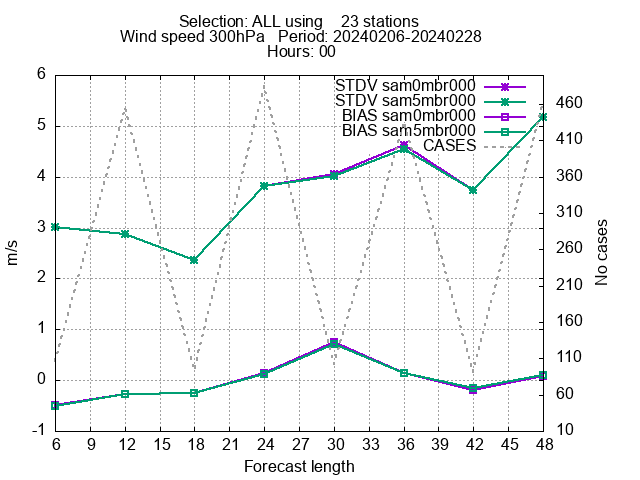 Selection: ALL using    23 stations
Wind speed 300hPa   Period: 20240206-20240228
Hours: 00
STDV sam0mbr000
STDV sam5mbr000
BIAS sam0mbr000
BIAS sam5mbr000
CASES
6
5
4
3
2
1
0
-1
m/s
460
410
360
310
260
210
160
110
60
10
No cases
6 9 12 15 18 21 24 27 30 33 36 39 42 45 48
Forecast length